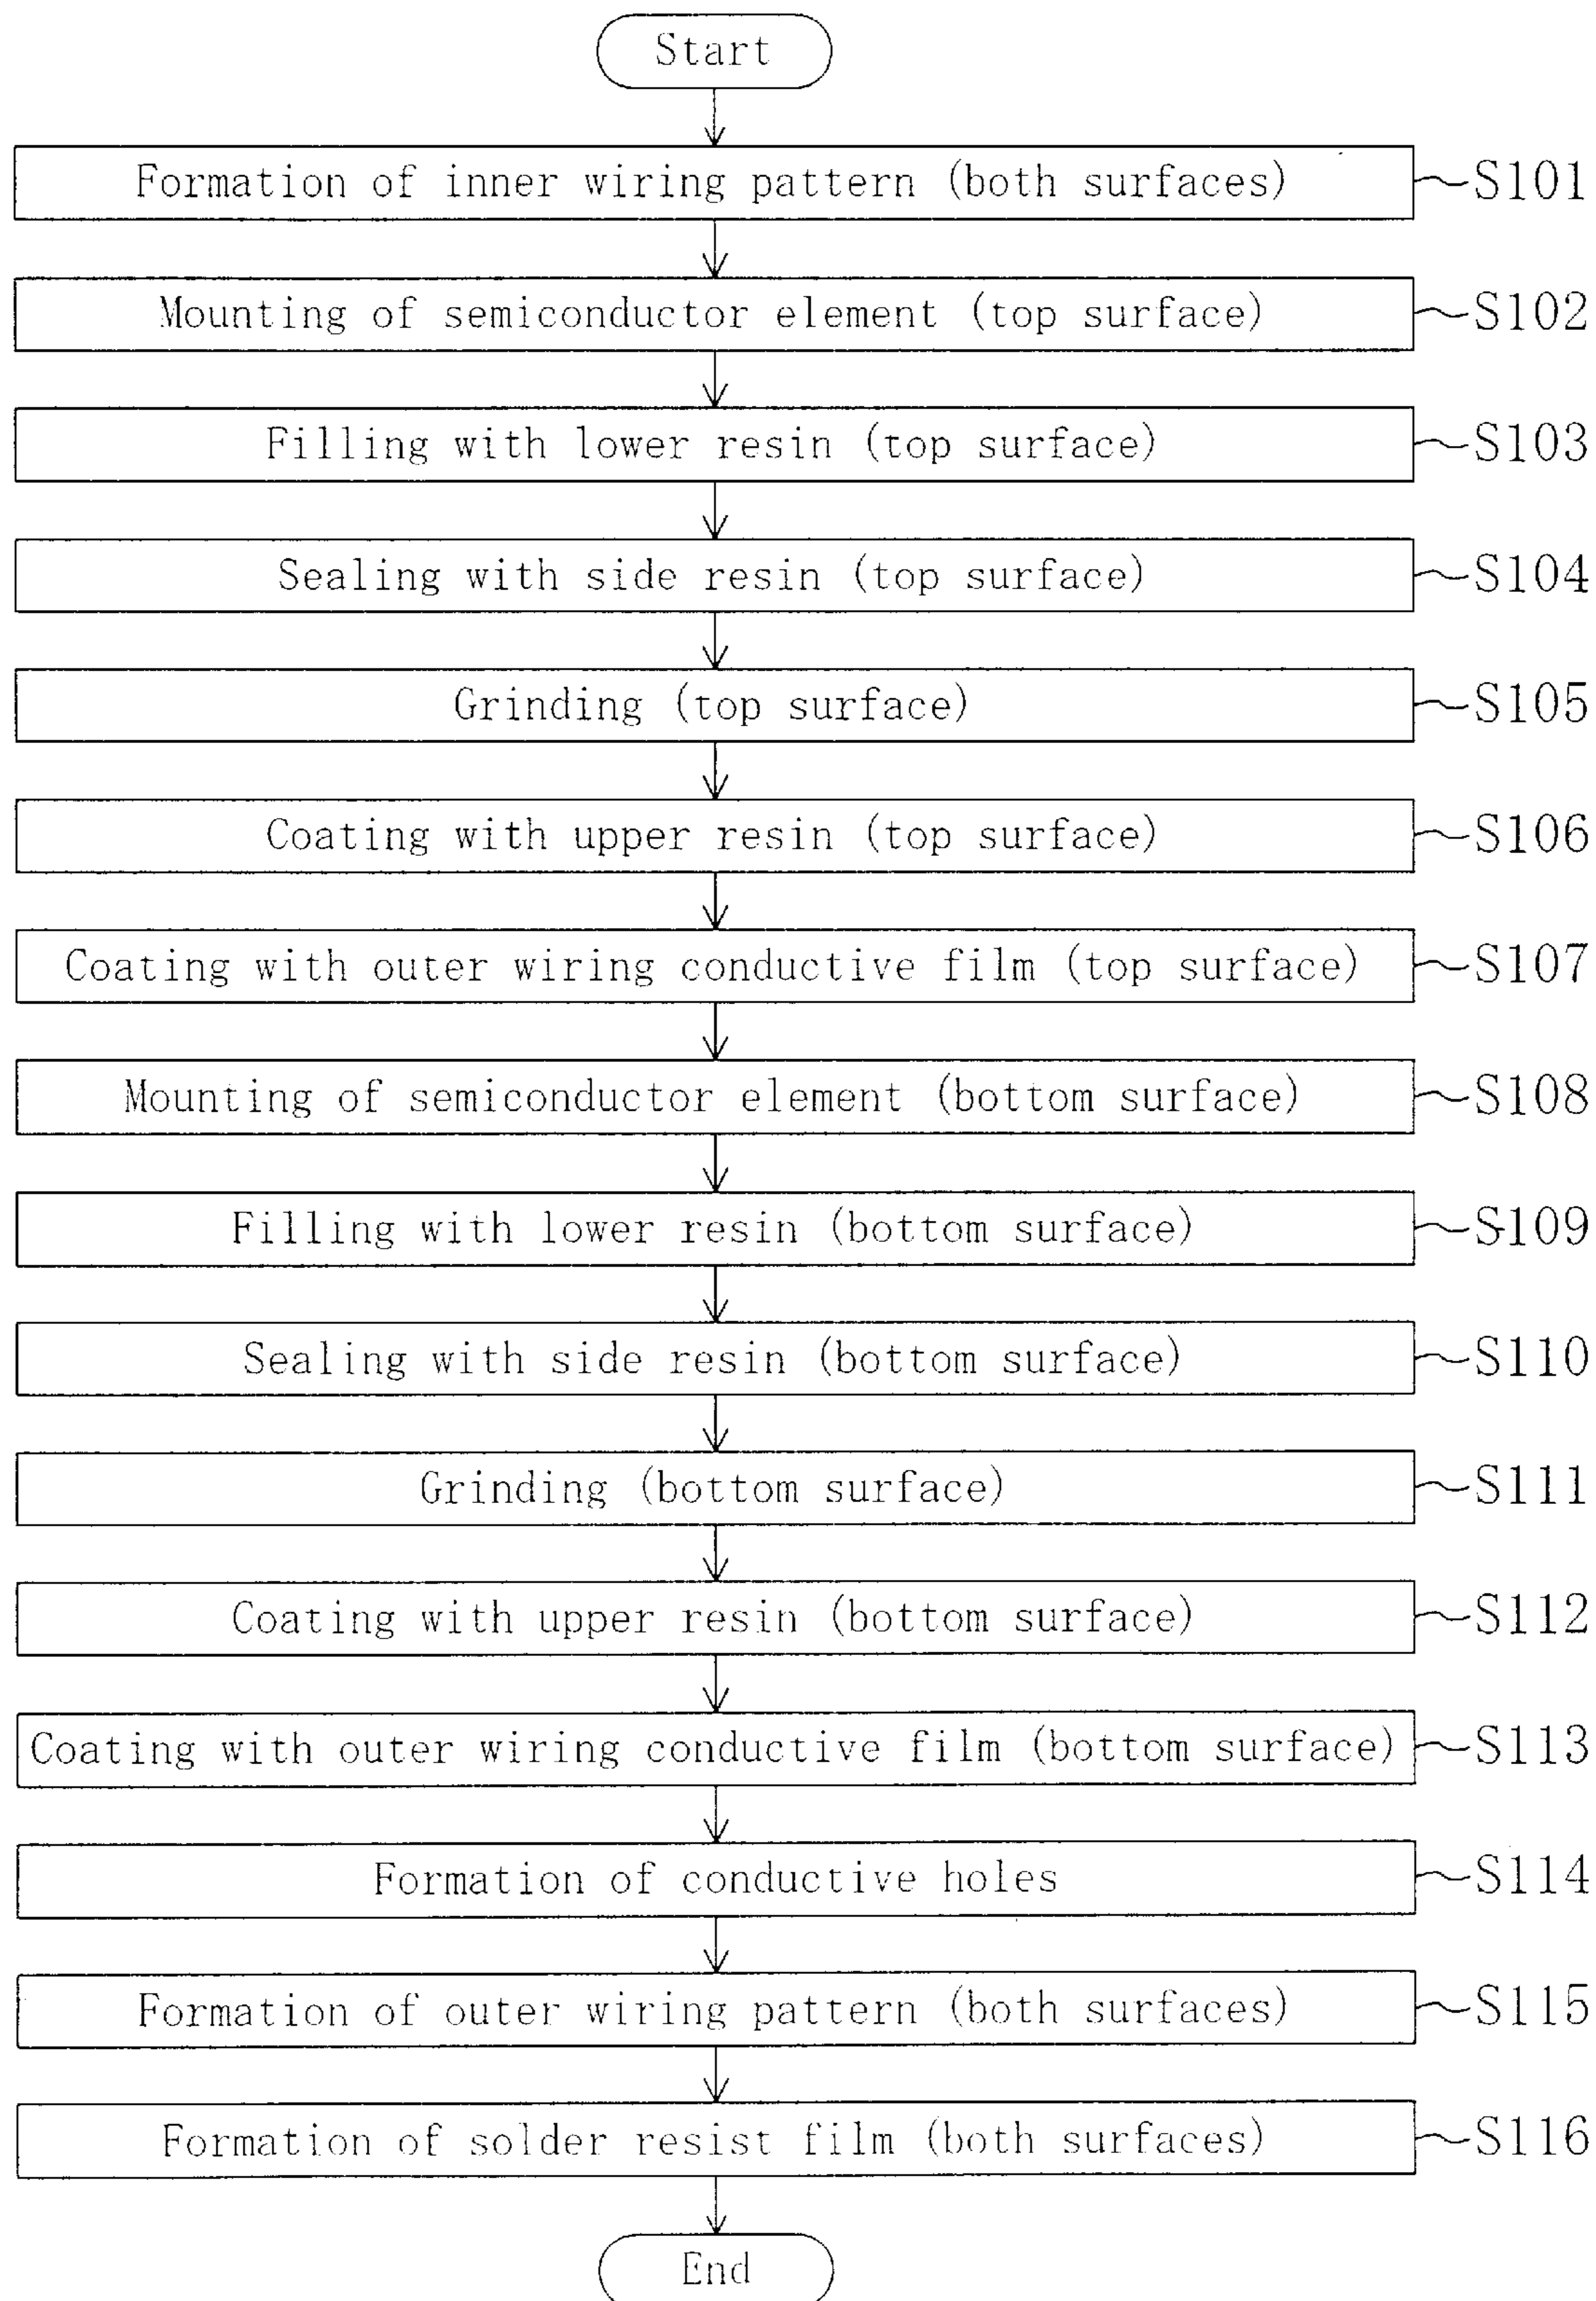 Start
Formation of inner wiring pattern (both surfaces) S101
Mounting of semiconductor element (top surface) S102
Filling with lower resin (top surface) S103
Sealing with side resin (top surface) S104
Grinding (top surface) S105
Coating with upper resin (top surface) S106
Coating with outer wiring conductive film (top surface) S107
Mounting of semiconductor element (bottom surface) S108
Filling with lower resin (bottom surface) S109
Sealing with side resin (bottom surface) S110
Grinding (bottom surface) S111
Coating with upper resin (bottom surface) S112
Coating with outer wiring conductive film (bottom surface) S113
Formation of conductive holes S114
Formation of outer wiring pattern (both surfaces) S115
Formation of solder resist film (both surfaces) S116
End